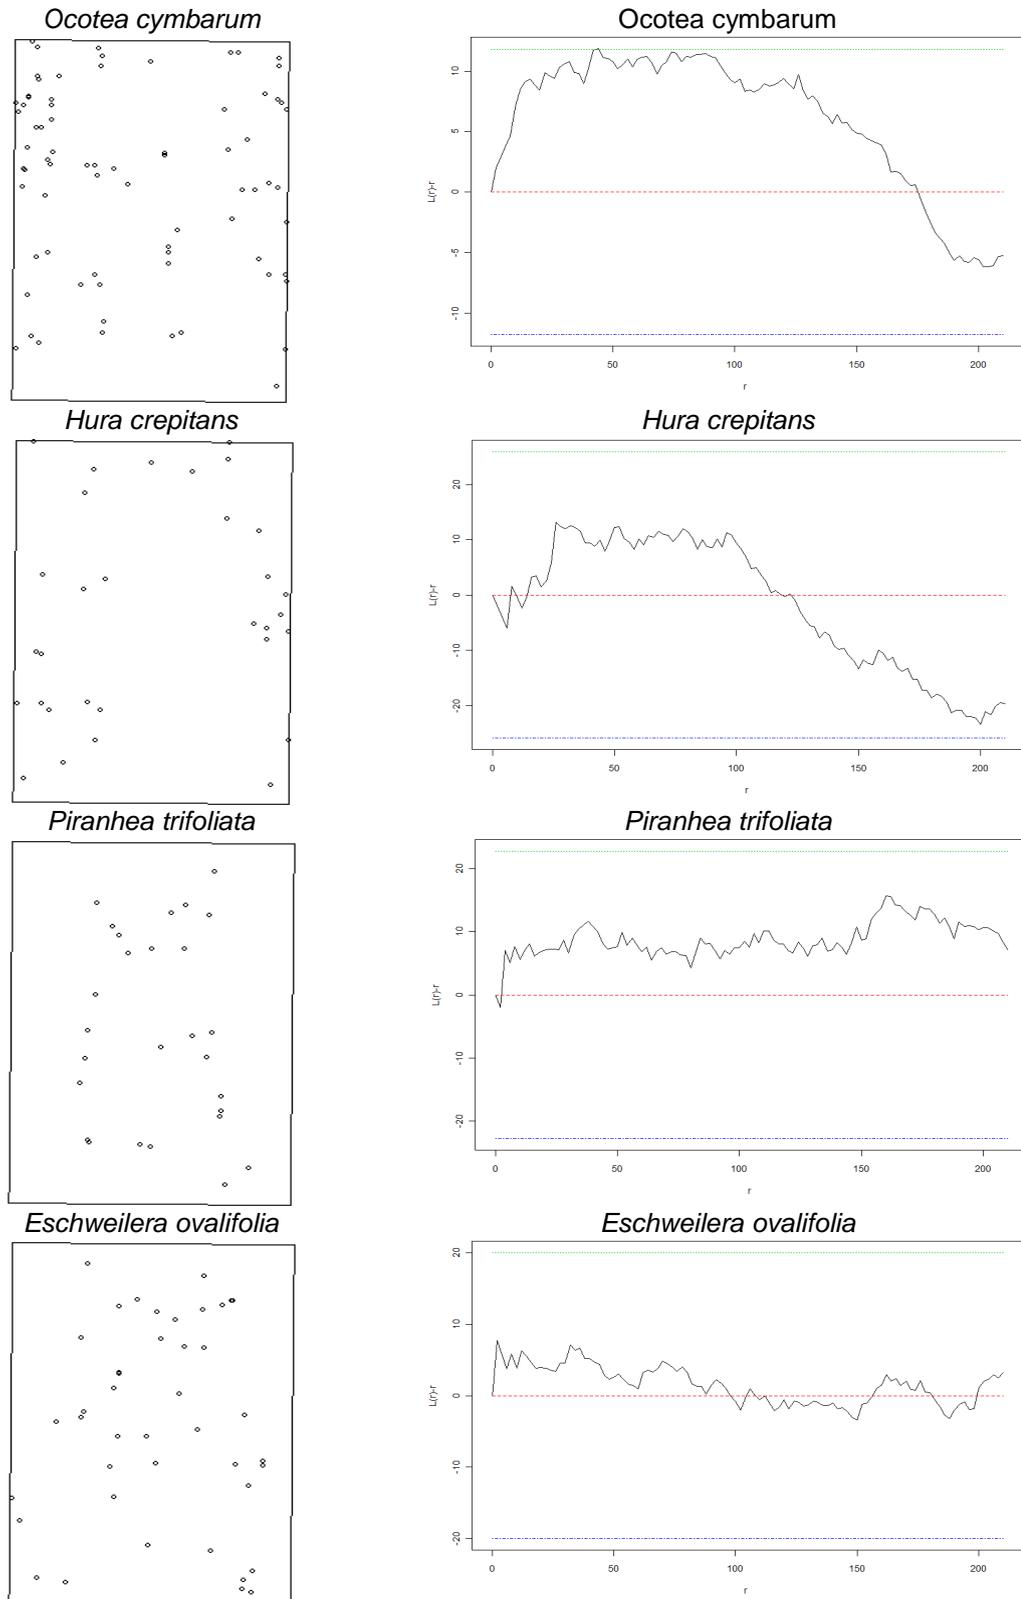 Ocotea cymbarum
Ocotea cymbarum
10
5
0
-5
-10
L(r)-r
0 50 100 150 200
r
Hura crepitans
Hura crepitans
20
10
0
-10
-20
L(r)-r
0 50 100 150 200
r
Piranhea trifoliata
Piranhea trifoliata
20
10
0
-10
-20
L(r)-r
0 50 100 150 200
r
Eschweilera ovalifolia
Eschweilera ovalifolia
20
10
0
-10
-20
L(r)-r
0 50 100 150 200
r